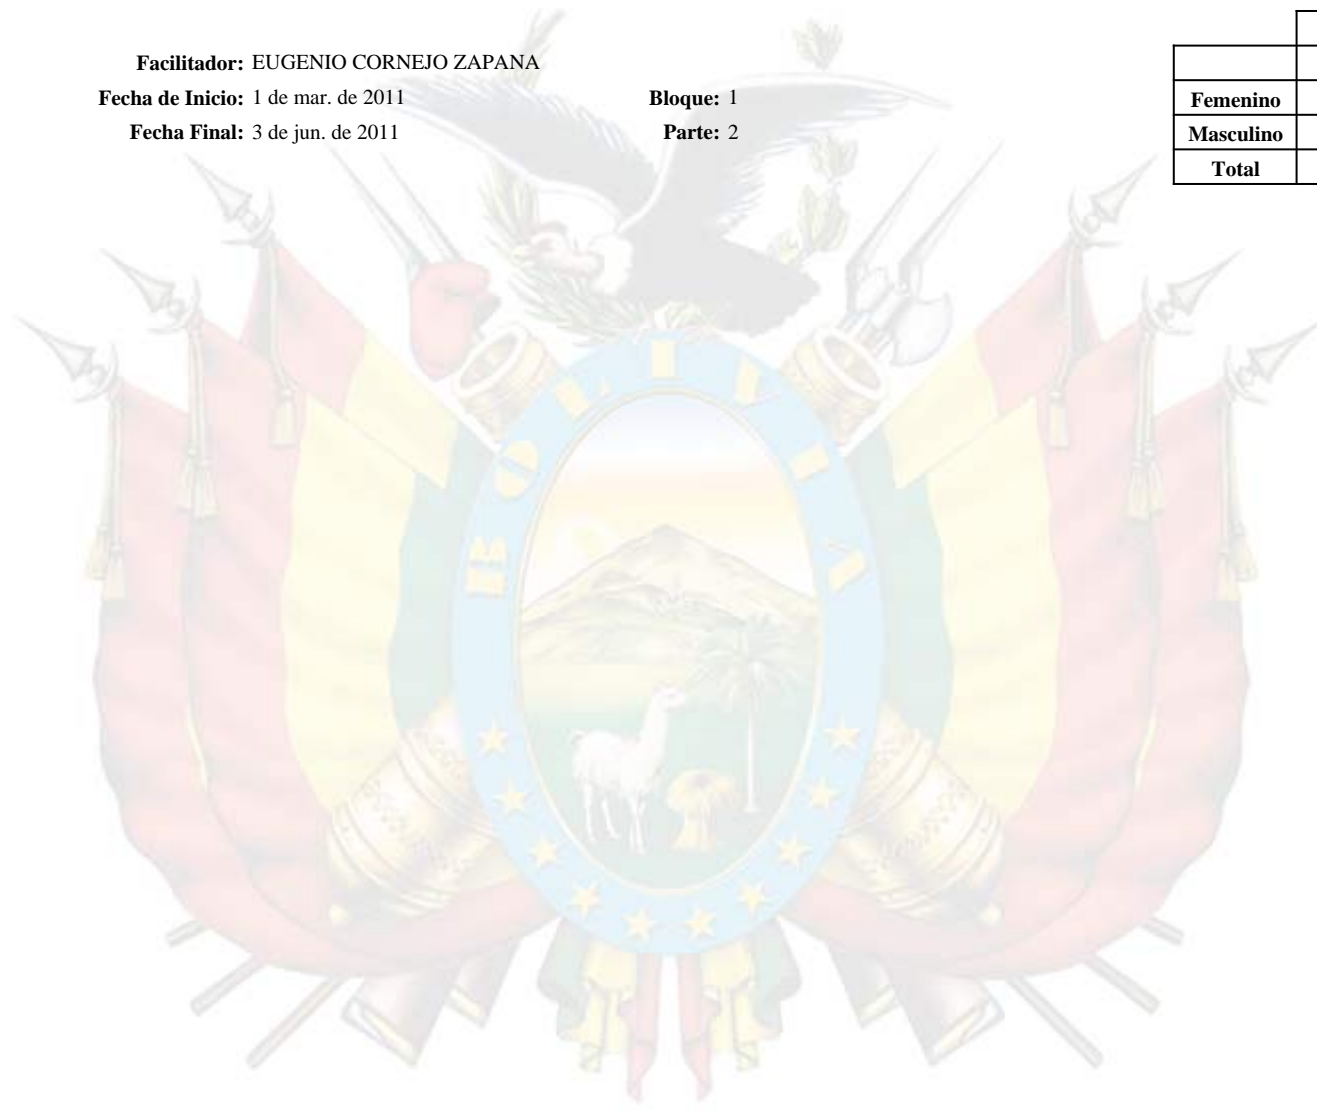 Facilitador: EUGENIO CORNEJO ZAPANA
Fecha de Inicio: 1 de mar. de 2011 Bloque: 1
Fecha Final: 3 de jun. de 2011 Parte: 2
Femenino
Masculino
Total
BOLIVIA